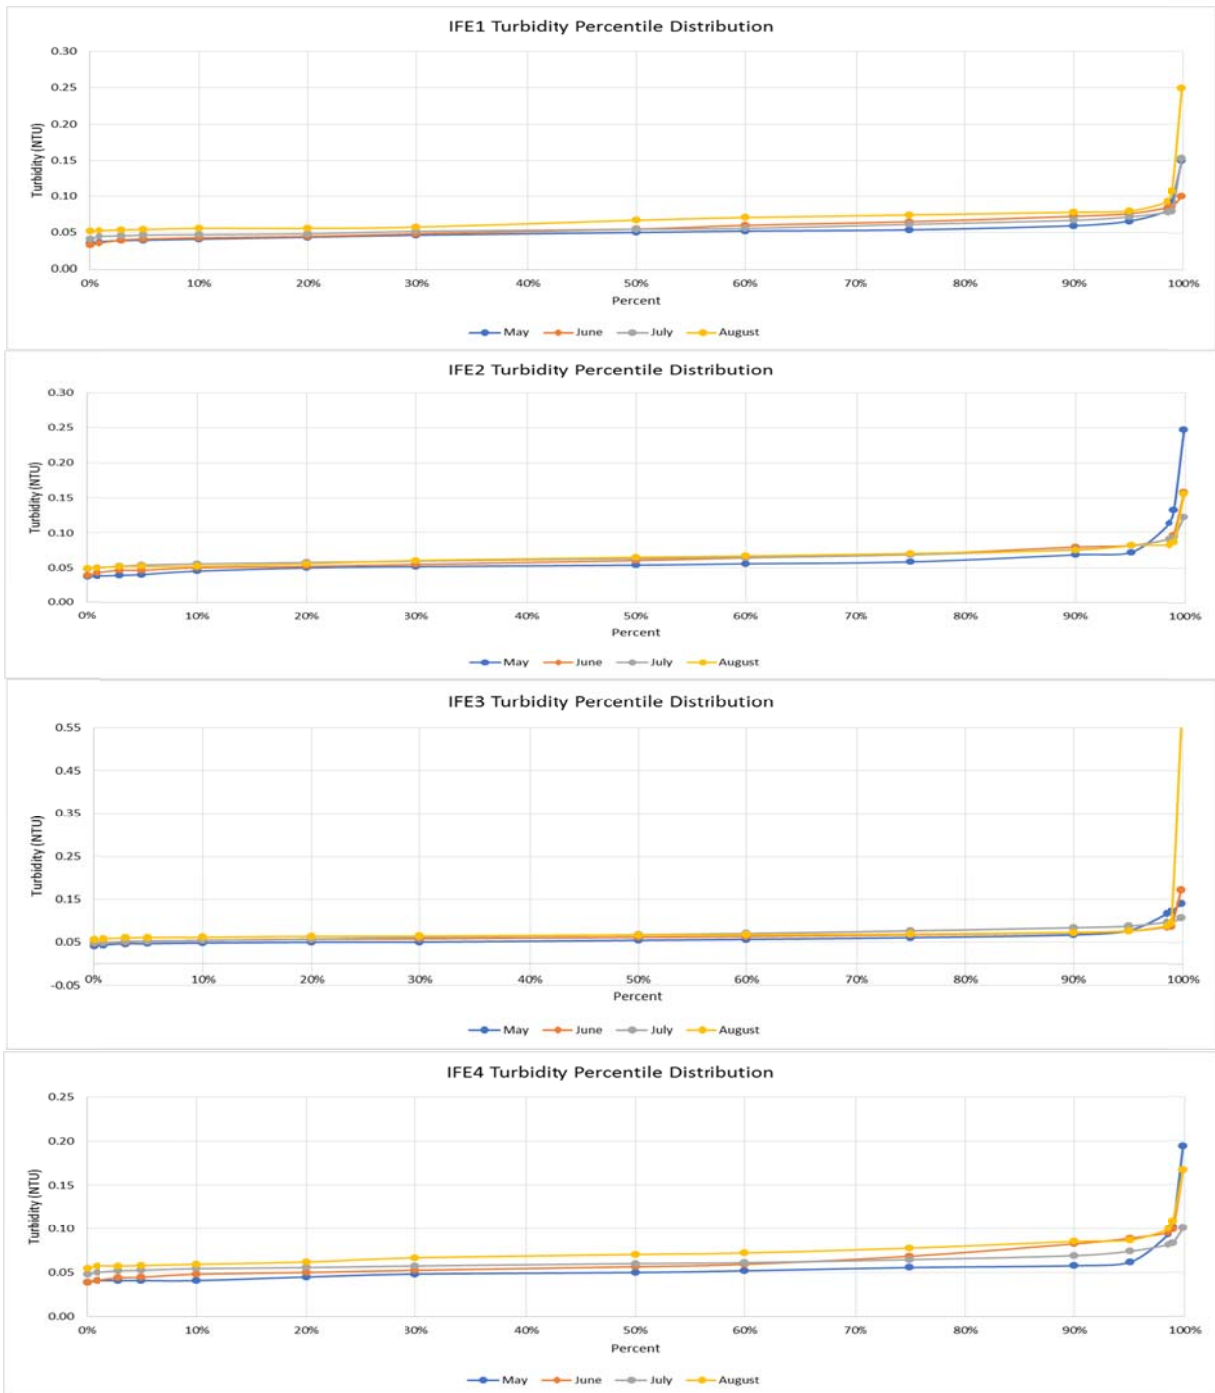 IFE1 Turbidity Percentile Distribution
0.30
0.25
0.20
0.15
0.10
0.05
0.00
Turbidity (NTU)
0% 10% 20% 30% 40% 50% 60% 70% 80% 90% 100%
Percent
May June July August
IFE2 Turbidity Percentile Distribution
0.30
0.25
0.20
0.15
0.10
0.05
0.00
Turbidity (NTU)
0% 10% 20% 30% 40% 50% 60% 70% 80% 90% 100%
Percent
May June July August
IFE3 Turbidity Percentile Distribution
0.55
0.45
0.35
0.25
0.15
0.05
-0.05
Turbidity (NTU)
0% 10% 20% 30% 40% 50% 60% 70% 80% 90% 100%
Percent
May June July August
IFE4 Turbidity Percentile Distribution
0.25
0.20
0.15
0.10
0.05
0.00
Turbidity (NTU)
0% 10% 20% 30% 40% 50% 60% 70% 80% 90% 100%
Percent
May June July August